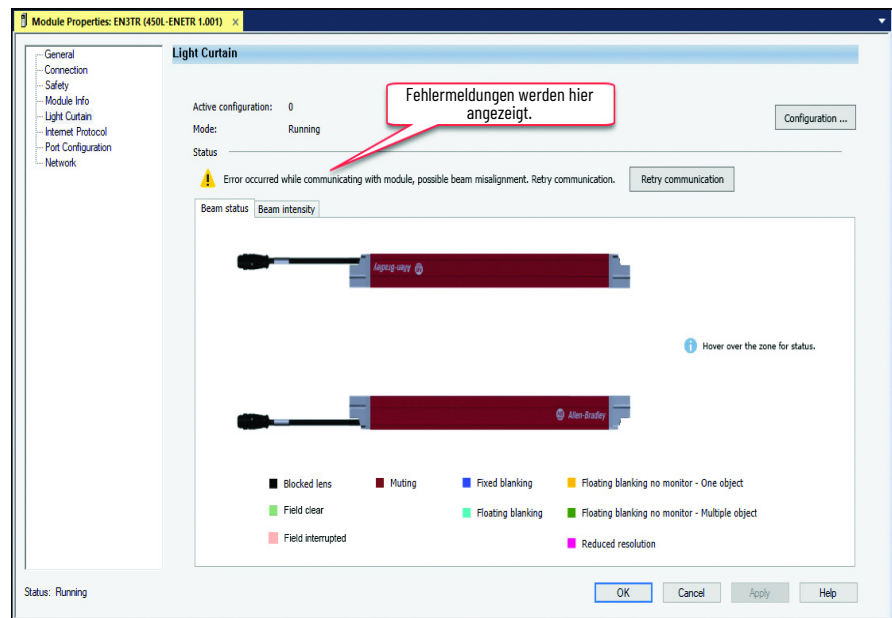 Module Properties: EN3TR (450L-ENETR 1.001) ×
General
Connection
Safety
Module Info
Light Curtain
Internet Protocol
Port Configuration
Network
Light Curtain
Fehlermeldungen werden hier
angezeigt.
Active configuration: 0
Configuration ...
Mode: Running
Status
Error occurred while communicating with module, possible beam misalignment. Retry communication.
Retry communication
Beam status
Beam intensity
Allen-Bradley
AB
Hover over the zone for status.
AB Allen-Bradley
Blocked lens
Muting
Fixed blanking
Floating blanking no monitor - One object
Field clear
Floating blanking
Floating blanking no monitor - Multiple object
Field interrupted
Reduced resolution
Status: Running
OK
Cancel
Apply
Help